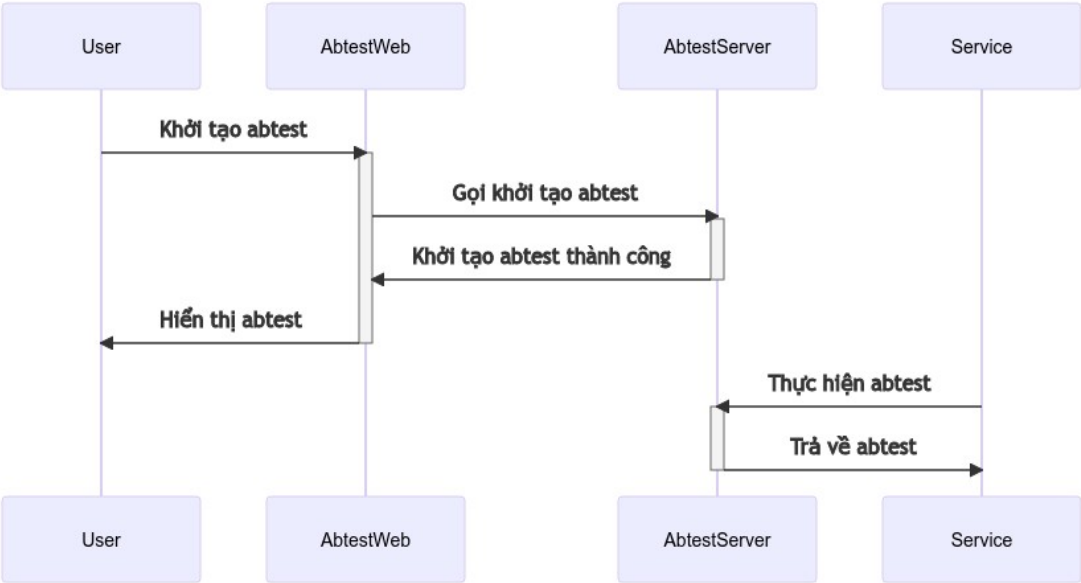 User
AbtestWeb
AbtestServer
Service
Khởi tạo abtest
Gọi khởi tạo abtest
Khởi tạo abtest thành công
Hiển thị abtest
Thực hiện abtest
Trả về abtest
User
AbtestWeb
AbtestServer
Service